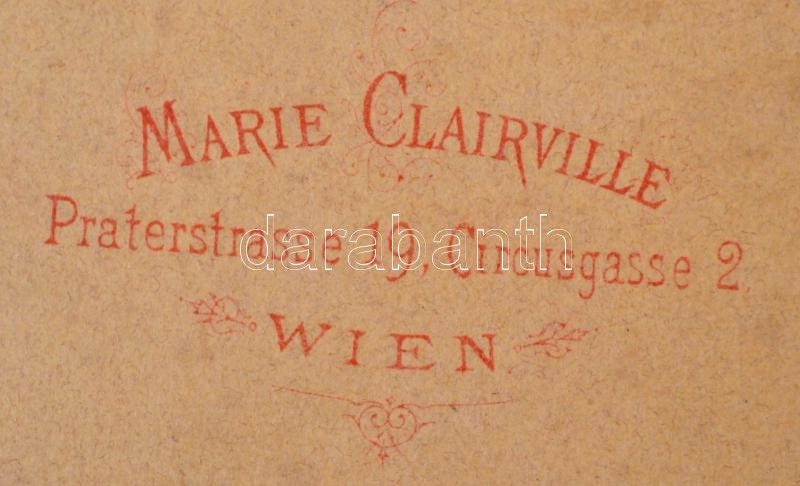 MARIE CLAIRVILLE
Praterstrasse 19, Circusgasse 2.
darabanth
WIEN